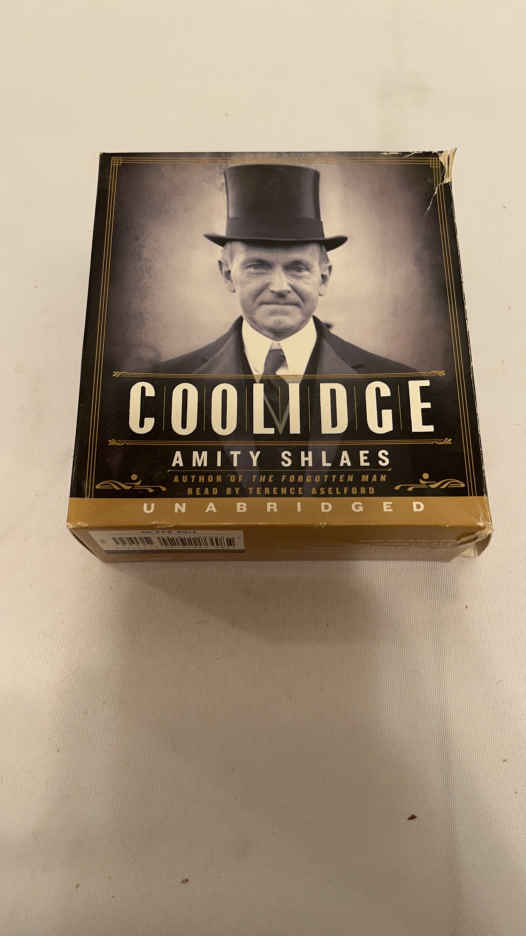 COOLIDGE
AMITY SHLAES
AUTHOR OF THE FORGOTTEN MAN
READ BY TERENCE ASELFORD
UNABRIDGED